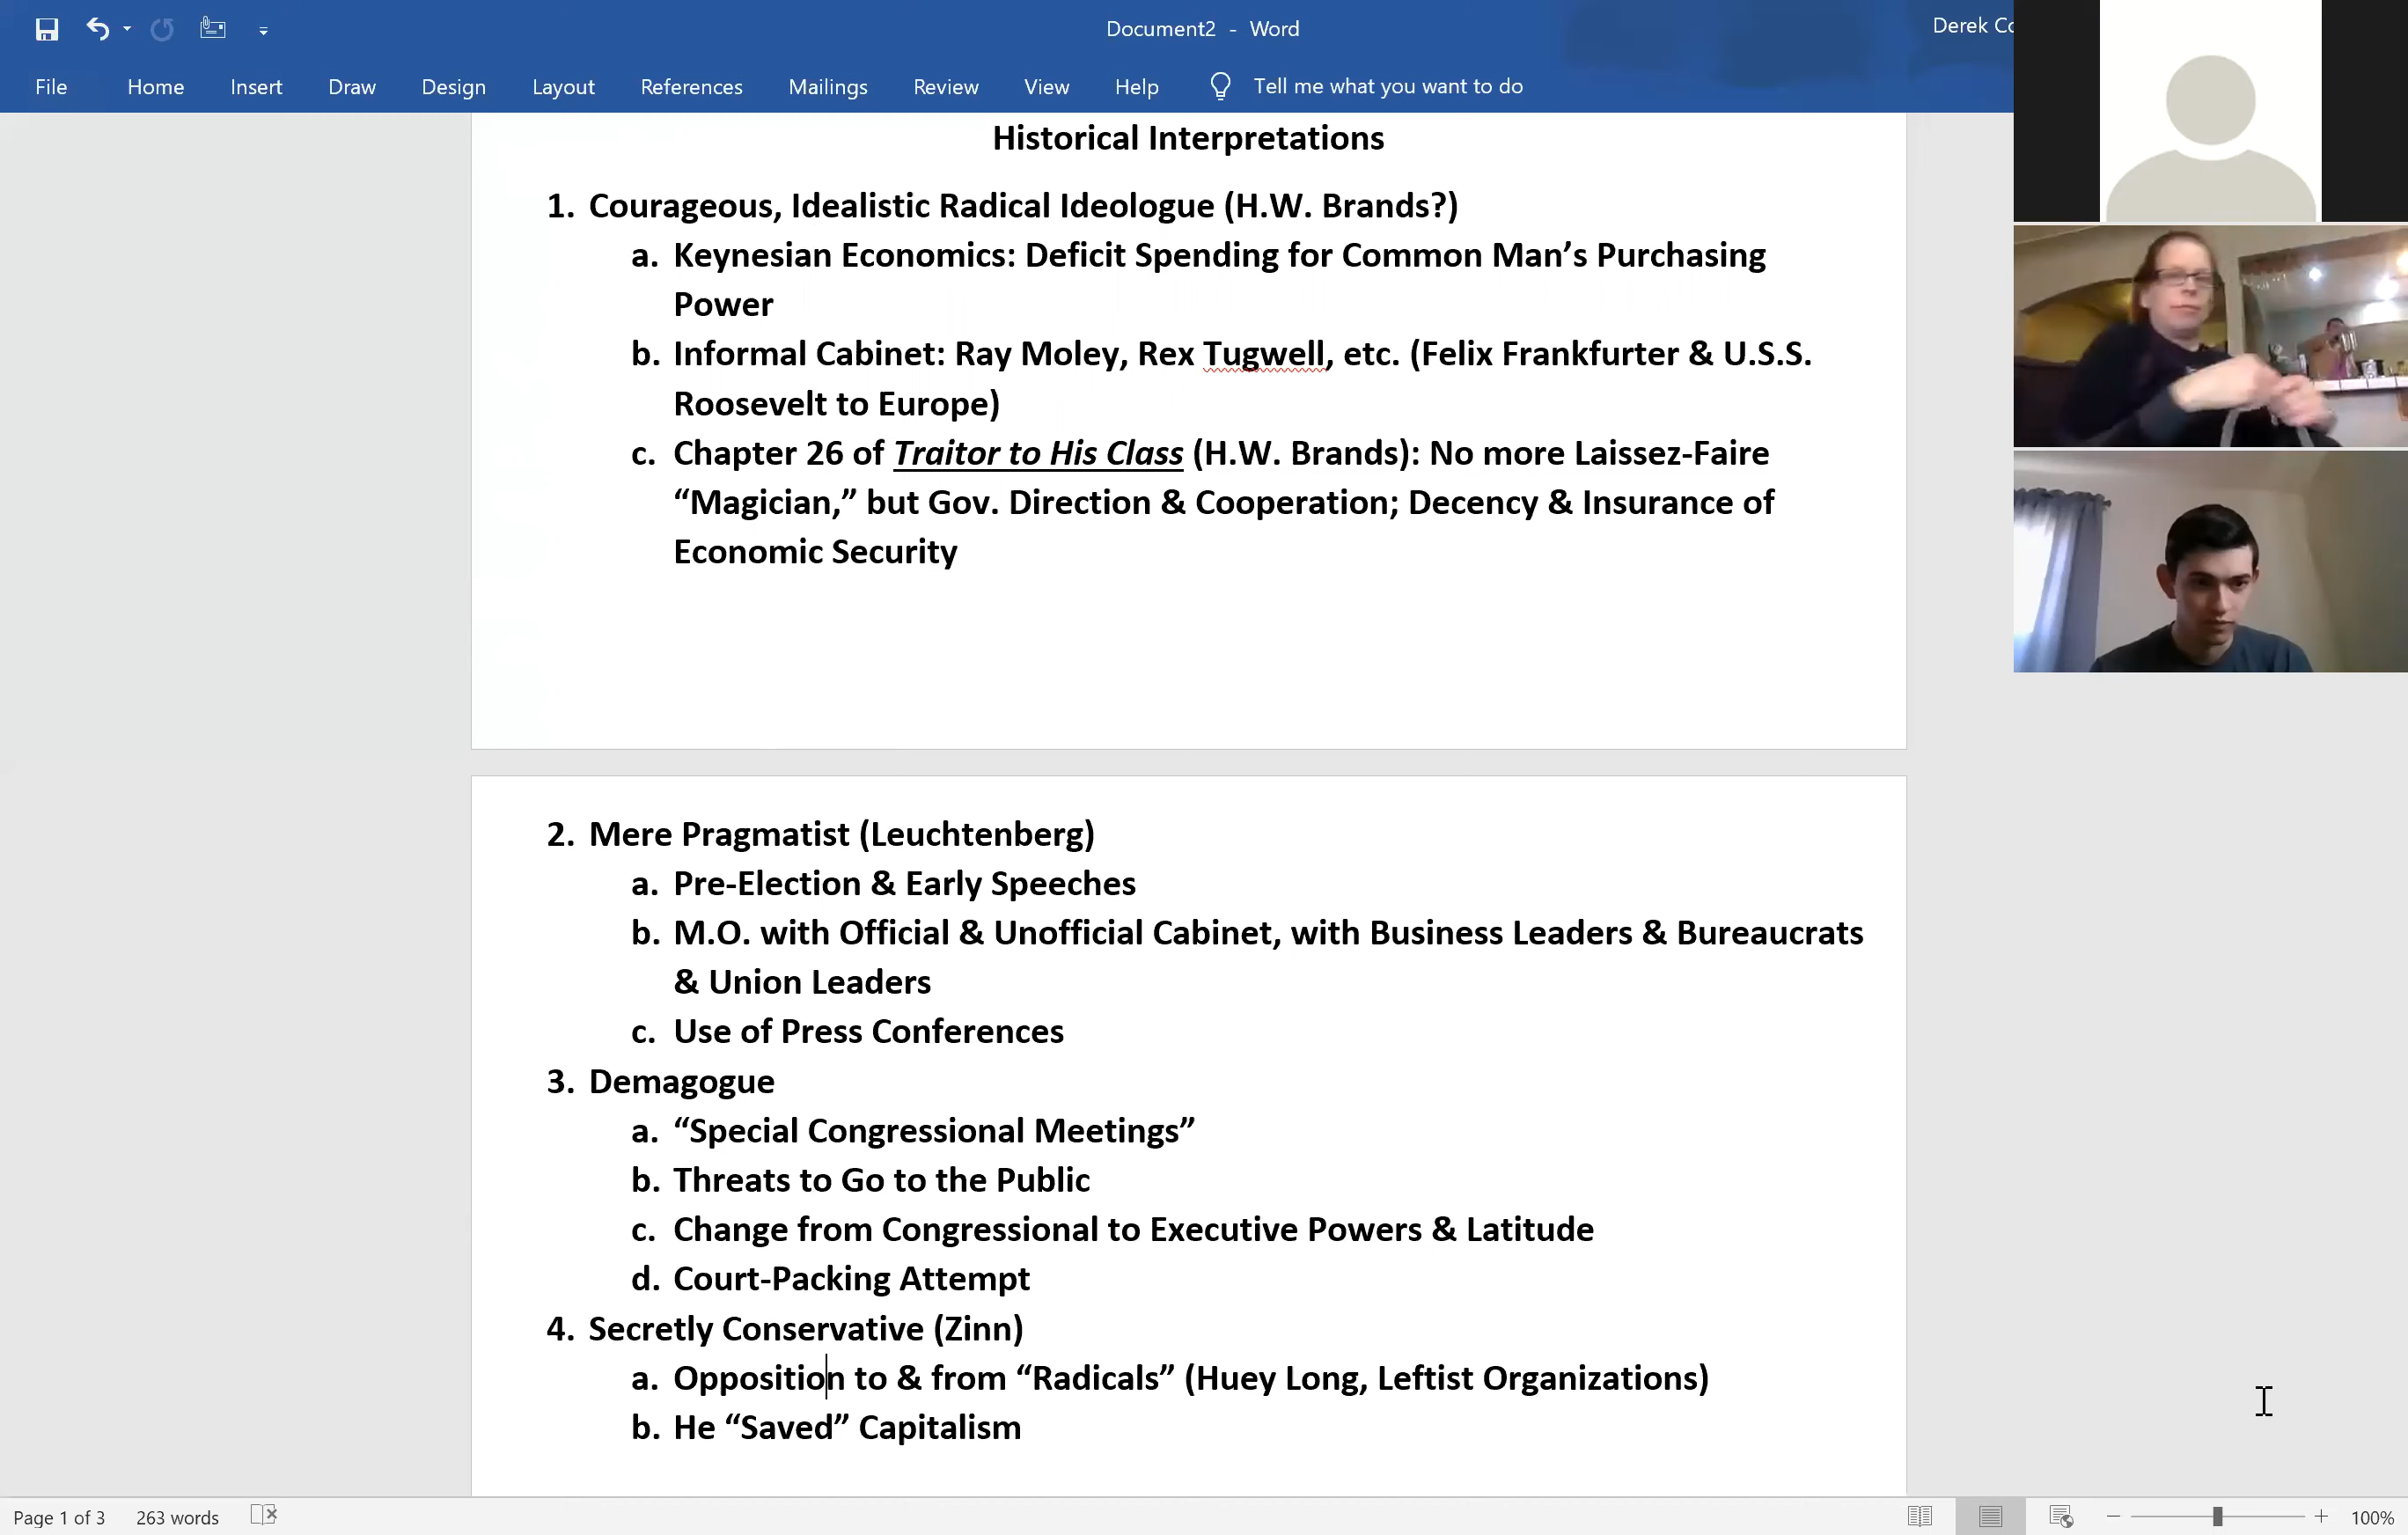 Document2 - Word
Derek Co
File Home Insert Draw Design Layout References Mailings Review View Help Tell me what you want to do
Historical Interpretations
1. Courageous, Idealistic Radical Ideologue (H.W. Brands?)
a. Keynesian Economics: Deficit Spending for Common Man’s Purchasing
Power
b. Informal Cabinet: Ray Moley, Rex Tugwell, etc. (Felix Frankfurter & U.S.S.
Roosevelt to Europe)
c. Chapter 26 of Traitor to His Class (H.W. Brands): No more Laissez-Faire
“Magician,” but Gov. Direction & Cooperation; Decency & Insurance of
Economic Security
2. Mere Pragmatist (Leuchtenberg)
a. Pre-Election & Early Speeches
b. M.O. with Official & Unofficial Cabinet, with Business Leaders & Bureaucrats
& Union Leaders
c. Use of Press Conferences
3. Demagogue
a. “Special Congressional Meetings”
b. Threats to Go to the Public
c. Change from Congressional to Executive Powers & Latitude
d. Court-Packing Attempt
4. Secretly Conservative (Zinn)
a. Opposition to & from “Radicals” (Huey Long, Leftist Organizations)
b. He “Saved” Capitalism
Page 1 of 3 263 words 100%